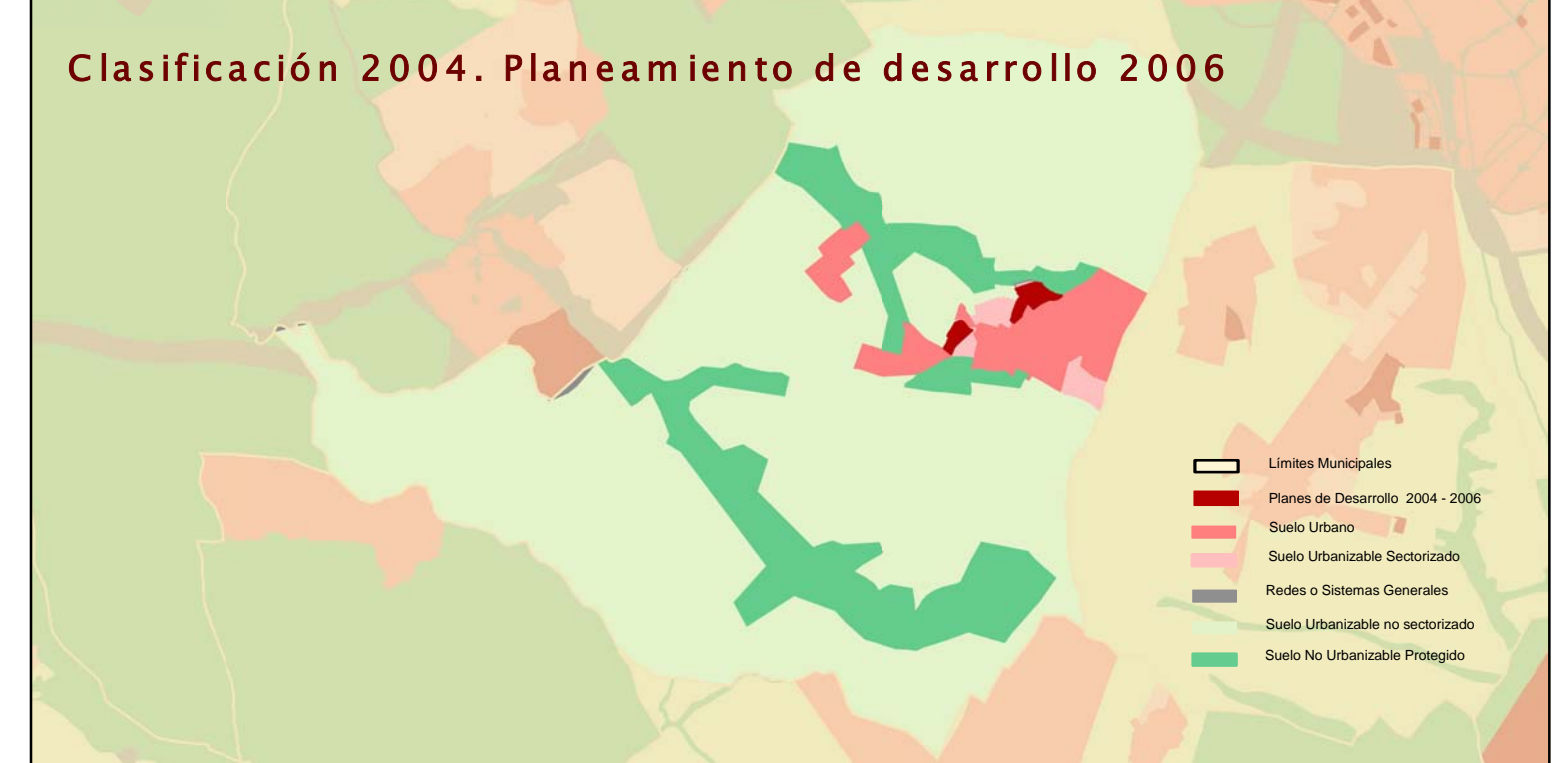 Clasificación 2004. Planeamiento de desarrollo 2006
Límites Municipales
Planes de Desarrollo 2004 - 2006
Suelo Urbano
Suelo Urbanizable Sectorizado
Redes o Sistemas Generales
Suelo Urbanizable no sectorizado
Suelo No Urbanizable Protegido